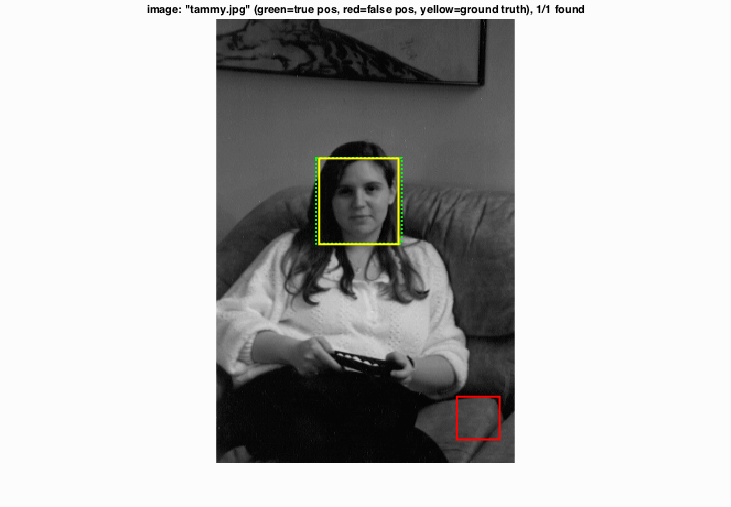 image: "tammy.jpg" (green=true pos, red=false pos, yellow=ground truth), 1/1 found